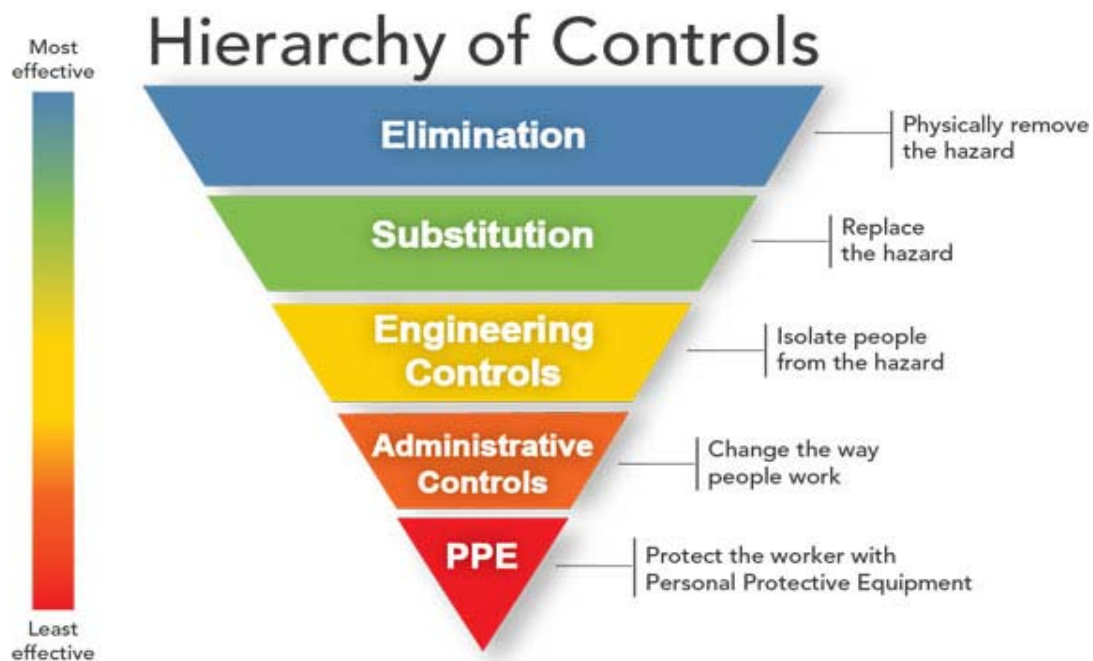 Hierarchy of Controls
Most
effective
Elimination
Physically remove
the hazard
Substitution
Replace
the hazard
Engineering
Controls
Isolate people
from the hazard
Administrative
Controls
Change the way
people work
PPE
Protect the worker with
Personal Protective Equipment
Least
effective